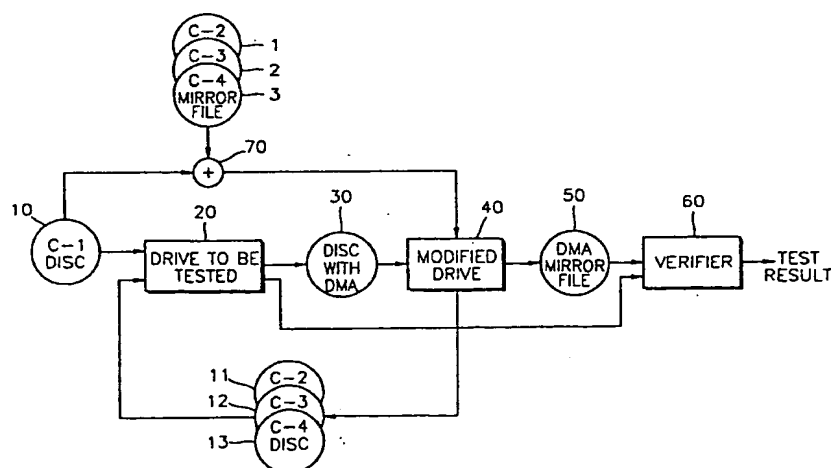 C-2
C-3
C-4
MIRROR
FILE
1
2
3
70
+
10
C-1
DISC
20
DRIVE TO BE
TESTED
30
DISC
WITH
DMA
40
MODIFIED
DRIVE
50
DMA
MIRROR
FILE
60
VERIFIER
TEST
RESULT
11
12
13
C-2
C-3
C-4
DISC